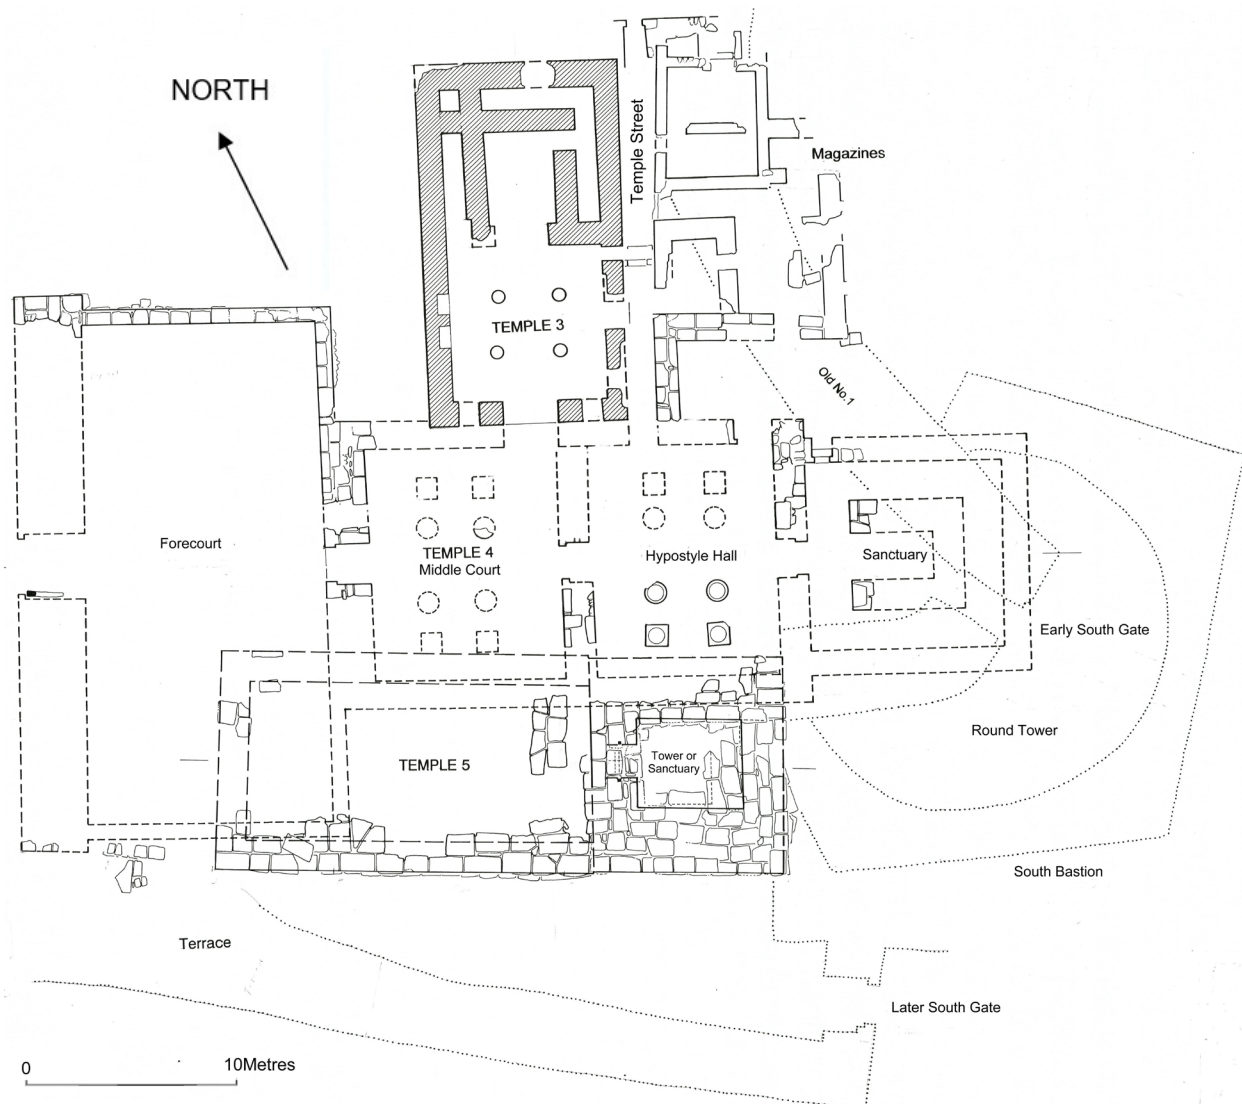 NORTH
Temple Street
Magazines
TEMPLE 3
Old No.1
Forecourt
TEMPLE 4
Middle Court
Hypostyle Hall
Sanctuary
Early South Gate
Round Tower
TEMPLE 5
Tower or
Sanctuary
South Bastion
Terrace
Later South Gate
0
10Metres